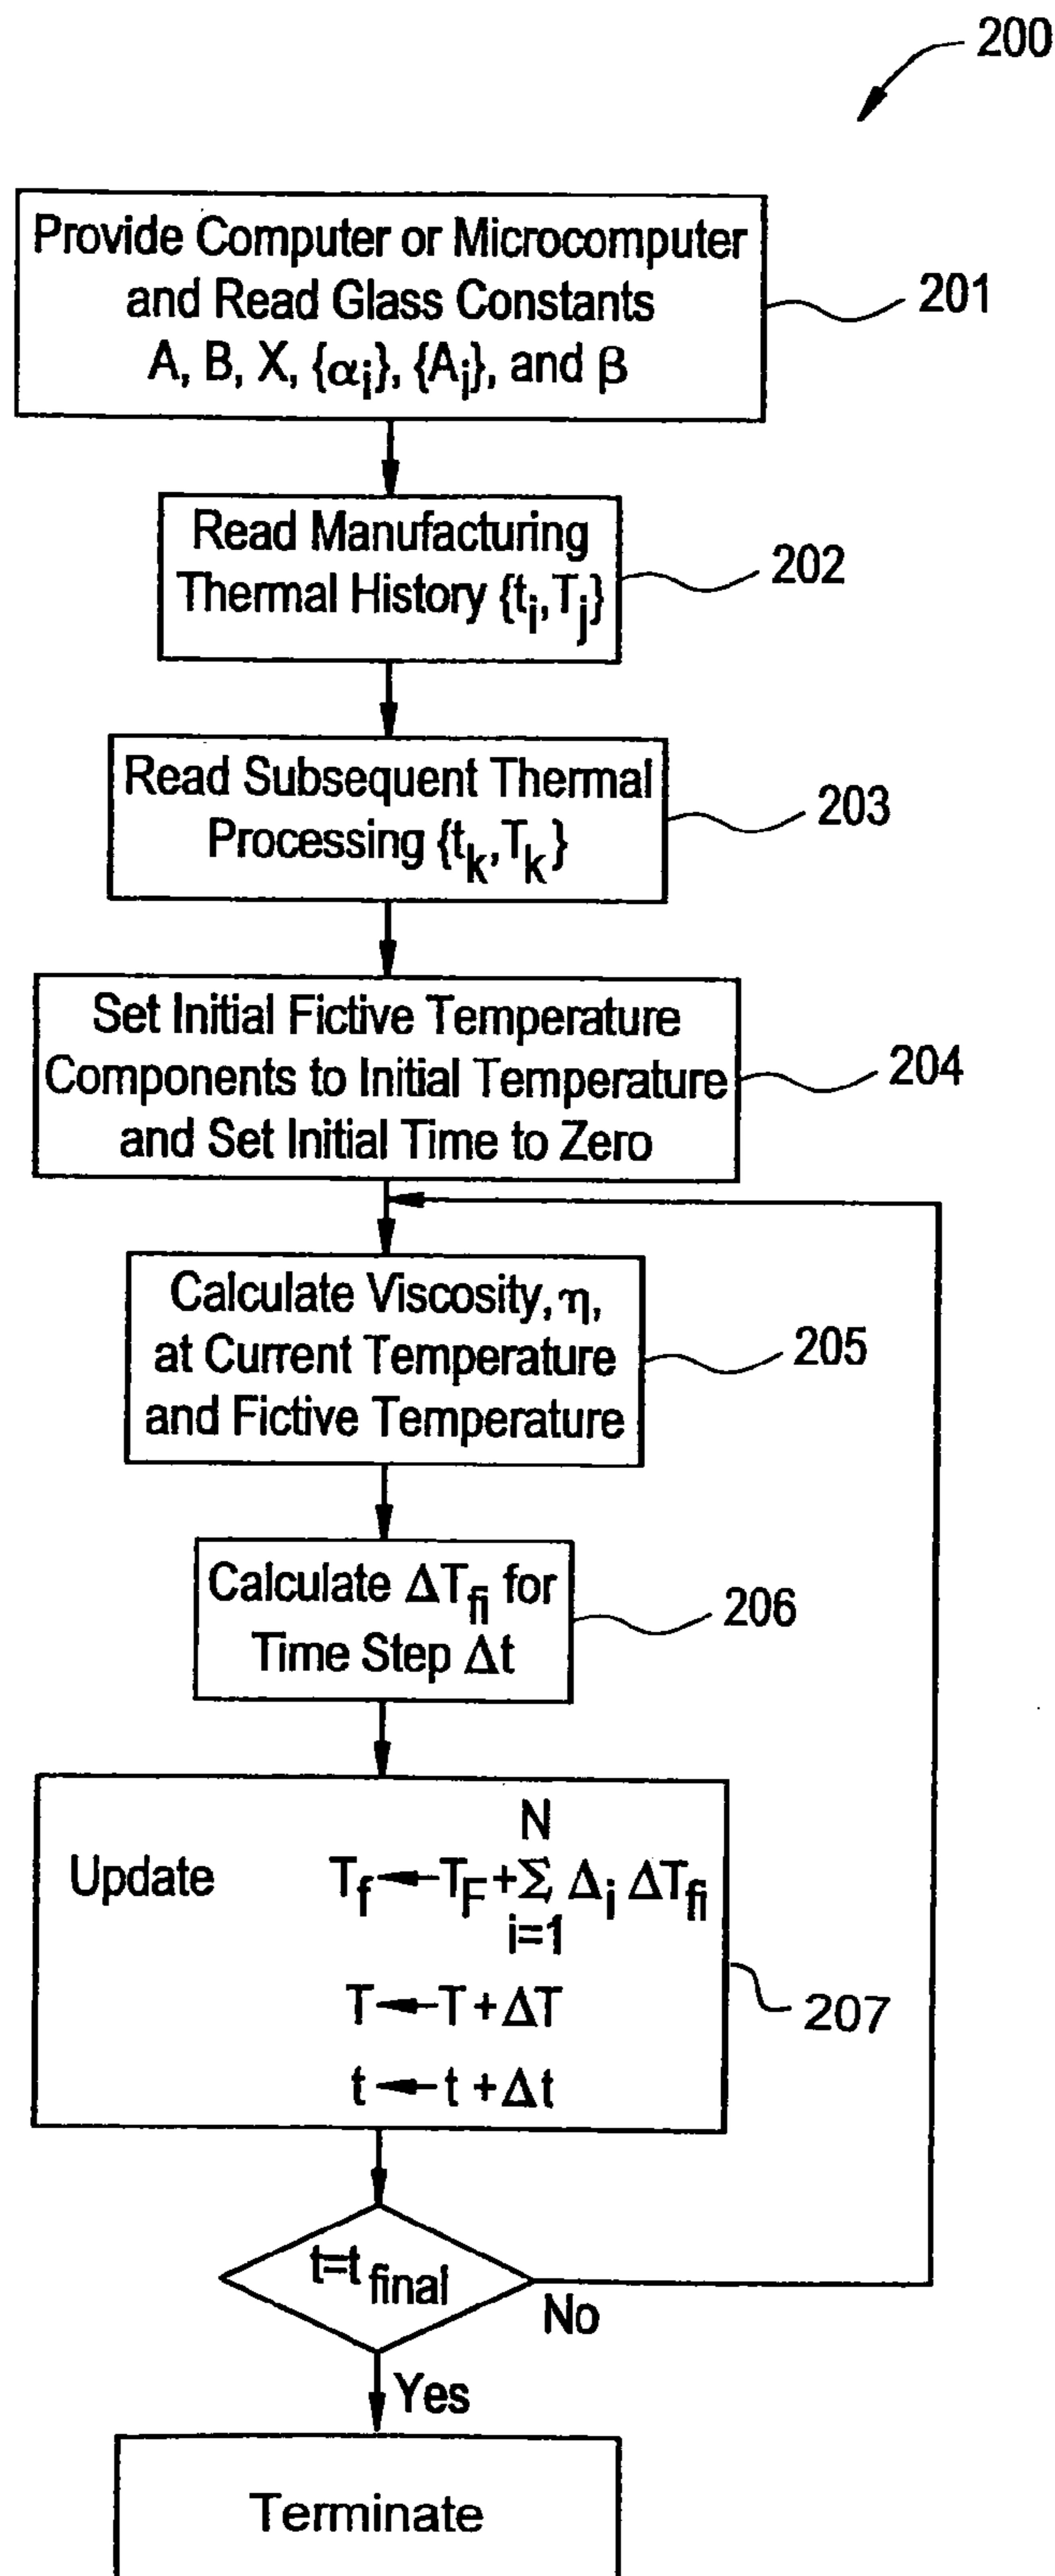 200
Provide Computer or Microcomputer
and Read Glass Constants
A, B, X, {αi}, {Ai}, and β
201
Read Manufacturing
Thermal History {ti,Tj}
202
Read Subsequent Thermal
Processing {tk,Tk}
203
Set Initial Fictive Temperature
Components to Initial Temperature
and Set Initial Time to Zero
204
Calculate Viscosity, η,
at Current Temperature
and Fictive Temperature
205
Calculate ΔTfi for
Time Step Δt
206
N
Update Tf←TF+Σ Δi ΔTfi
i=1
T←T+ΔT
t←t+Δt
207
t=tfinal
No
Yes
Terminate